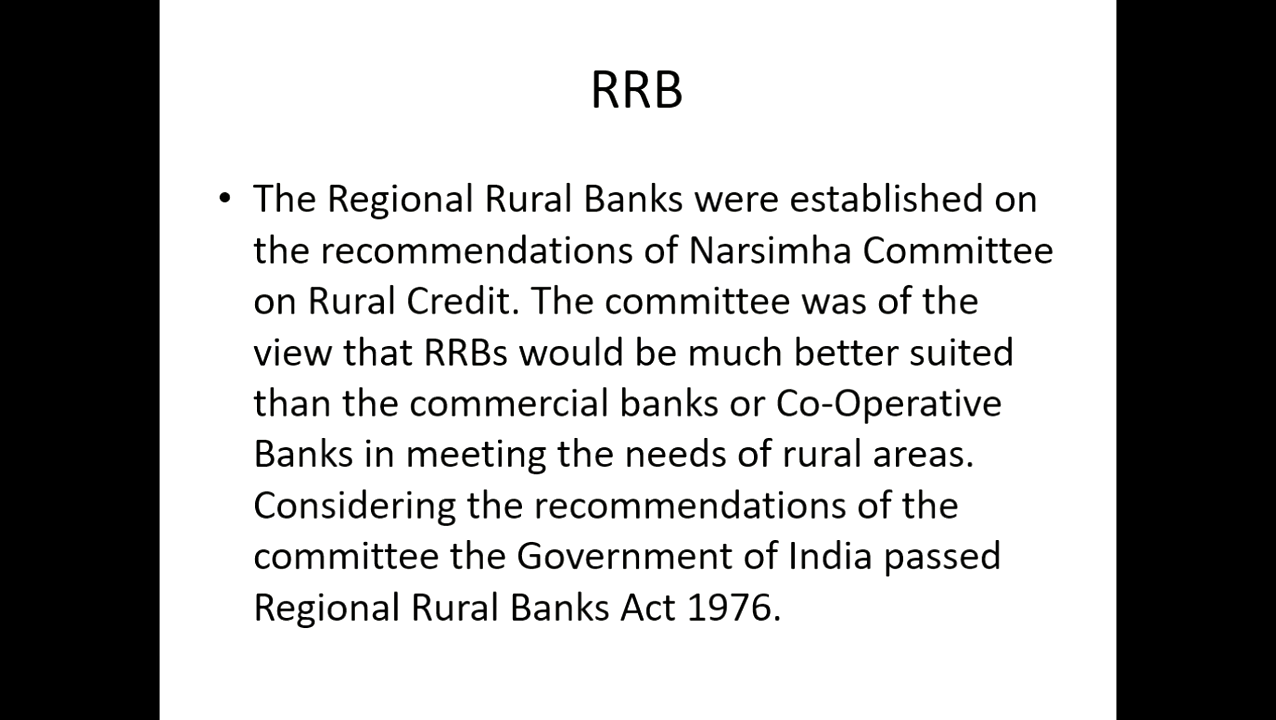 RRB
• The Regional Rural Banks were established on
the recommendations of Narsimha Committee
on Rural Credit. The committee was of the
view that RRBs would be much better suited
than the commercial banks or Co-Operative
Banks in meeting the needs of rural areas.
Considering the recommendations of the
committee the Government of India passed
Regional Rural Banks Act 1976.